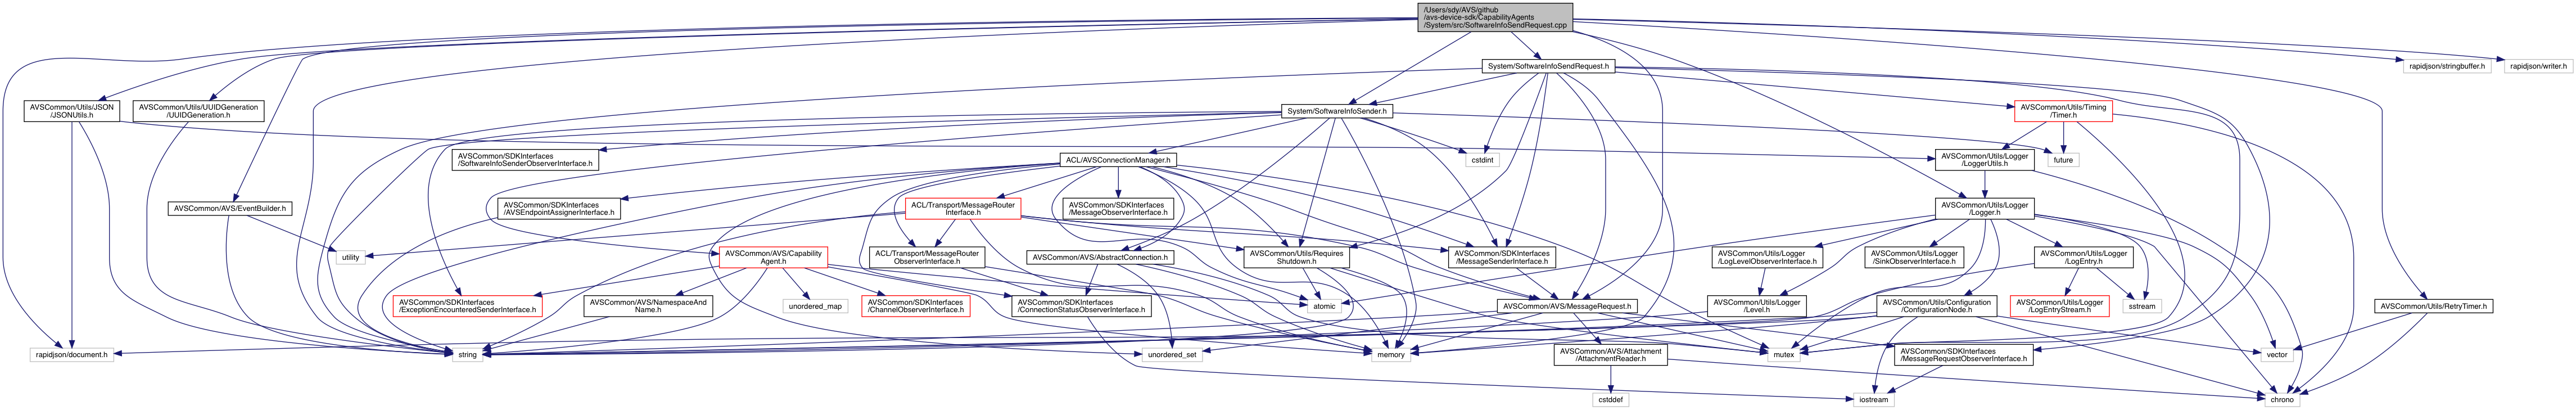 /Users/sdy/AVS/github
/avs-device-sdk/CapabilityAgents
/System/src/SoftwareInfoSendRequest.cpp
System/SoftwareInfoSendRequest.h
rapidjson/stringbuffer.h
rapidjson/writer.h
AVSCommon/Utils/JSON
/JSONUtils.h
AVSCommon/Utils/UUIDGeneration
/UUIDGeneration.h
System/SoftwareInfoSender.h
AVSCommon/Utils/Timing
/Timer.h
AVSCommon/SDKInterfaces
/SoftwareInfoSenderObserverInterface.h
ACL/AVSConnectionManager.h
cstdint
AVSCommon/Utils/Logger
/LoggerUtils.h
future
AVSCommon/AVS/EventBuilder.h
AVSCommon/SDKInterfaces
/AVSEndpointAssignerInterface.h
ACL/Transport/MessageRouter
Interface.h
AVSCommon/SDKInterfaces
/MessageObserverInterface.h
AVSCommon/Utils/Logger
/Logger.h
utility
AVSCommon/AVS/Capability
Agent.h
ACL/Transport/MessageRouter
ObserverInterface.h
AVSCommon/AVS/AbstractConnection.h
AVSCommon/Utils/Requires
Shutdown.h
AVSCommon/SDKInterfaces
/MessageSenderInterface.h
AVSCommon/Utils/Logger
/LogLevelObserverInterface.h
AVSCommon/Utils/Logger
/SinkObserverInterface.h
AVSCommon/Utils/Logger
/LogEntry.h
AVSCommon/SDKInterfaces
/ExceptionEncounteredSenderInterface.h
AVSCommon/AVS/NamespaceAnd
Name.h
unordered_map
AVSCommon/SDKInterfaces
/ChannelObserverInterface.h
AVSCommon/SDKInterfaces
/ConnectionStatusObserverInterface.h
atomic
AVSCommon/AVS/MessageRequest.h
AVSCommon/Utils/Logger
/Level.h
AVSCommon/Utils/Configuration
/ConfigurationNode.h
AVSCommon/Utils/Logger
/LogEntryStream.h
sstream
AVSCommon/Utils/RetryTimer.h
rapidjson/document.h
string
unordered_set
memory
AVSCommon/AVS/Attachment
/AttachmentReader.h
mutex
AVSCommon/SDKInterfaces
/MessageRequestObserverInterface.h
vector
cstddef
iostream
chrono